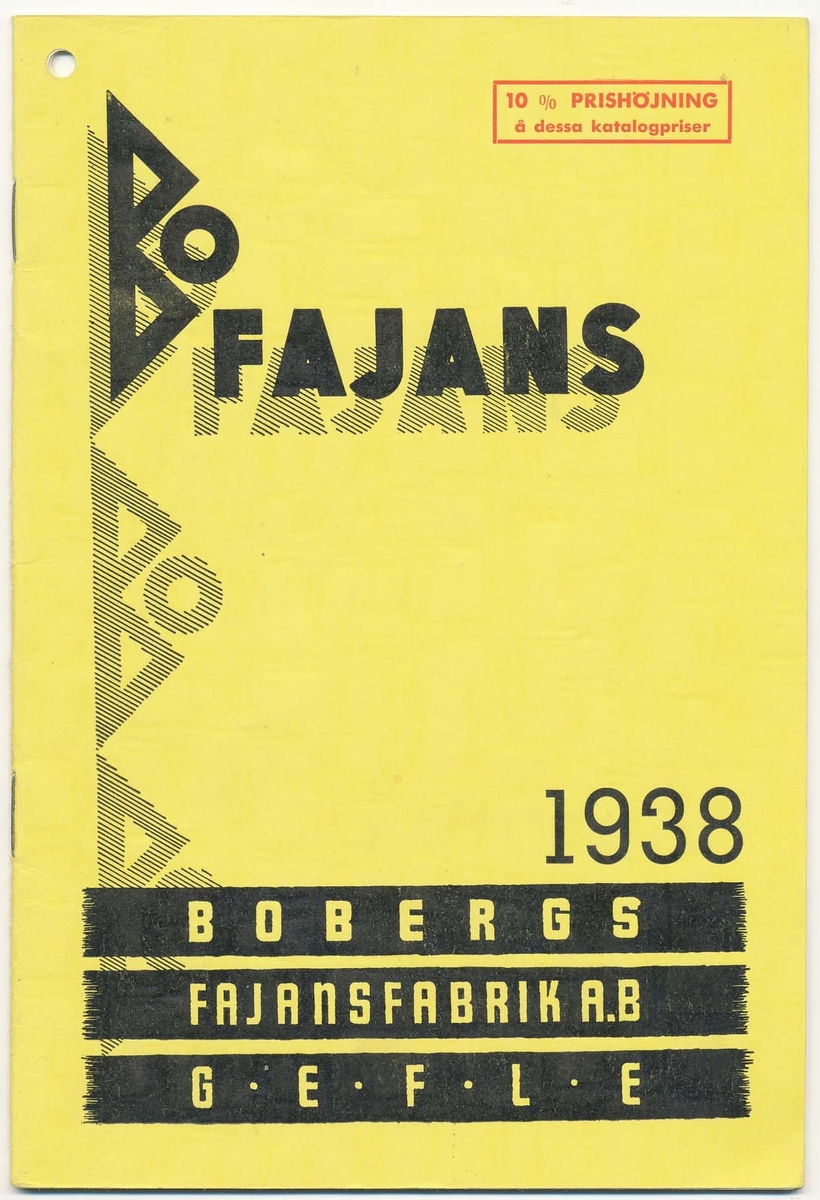 10 % PRISHÖJNING
å dessa katalogpriser
Bo
FAJANS
1938
BOBERGS
FAJANSFABRIK A.B
G·E·F·L·E